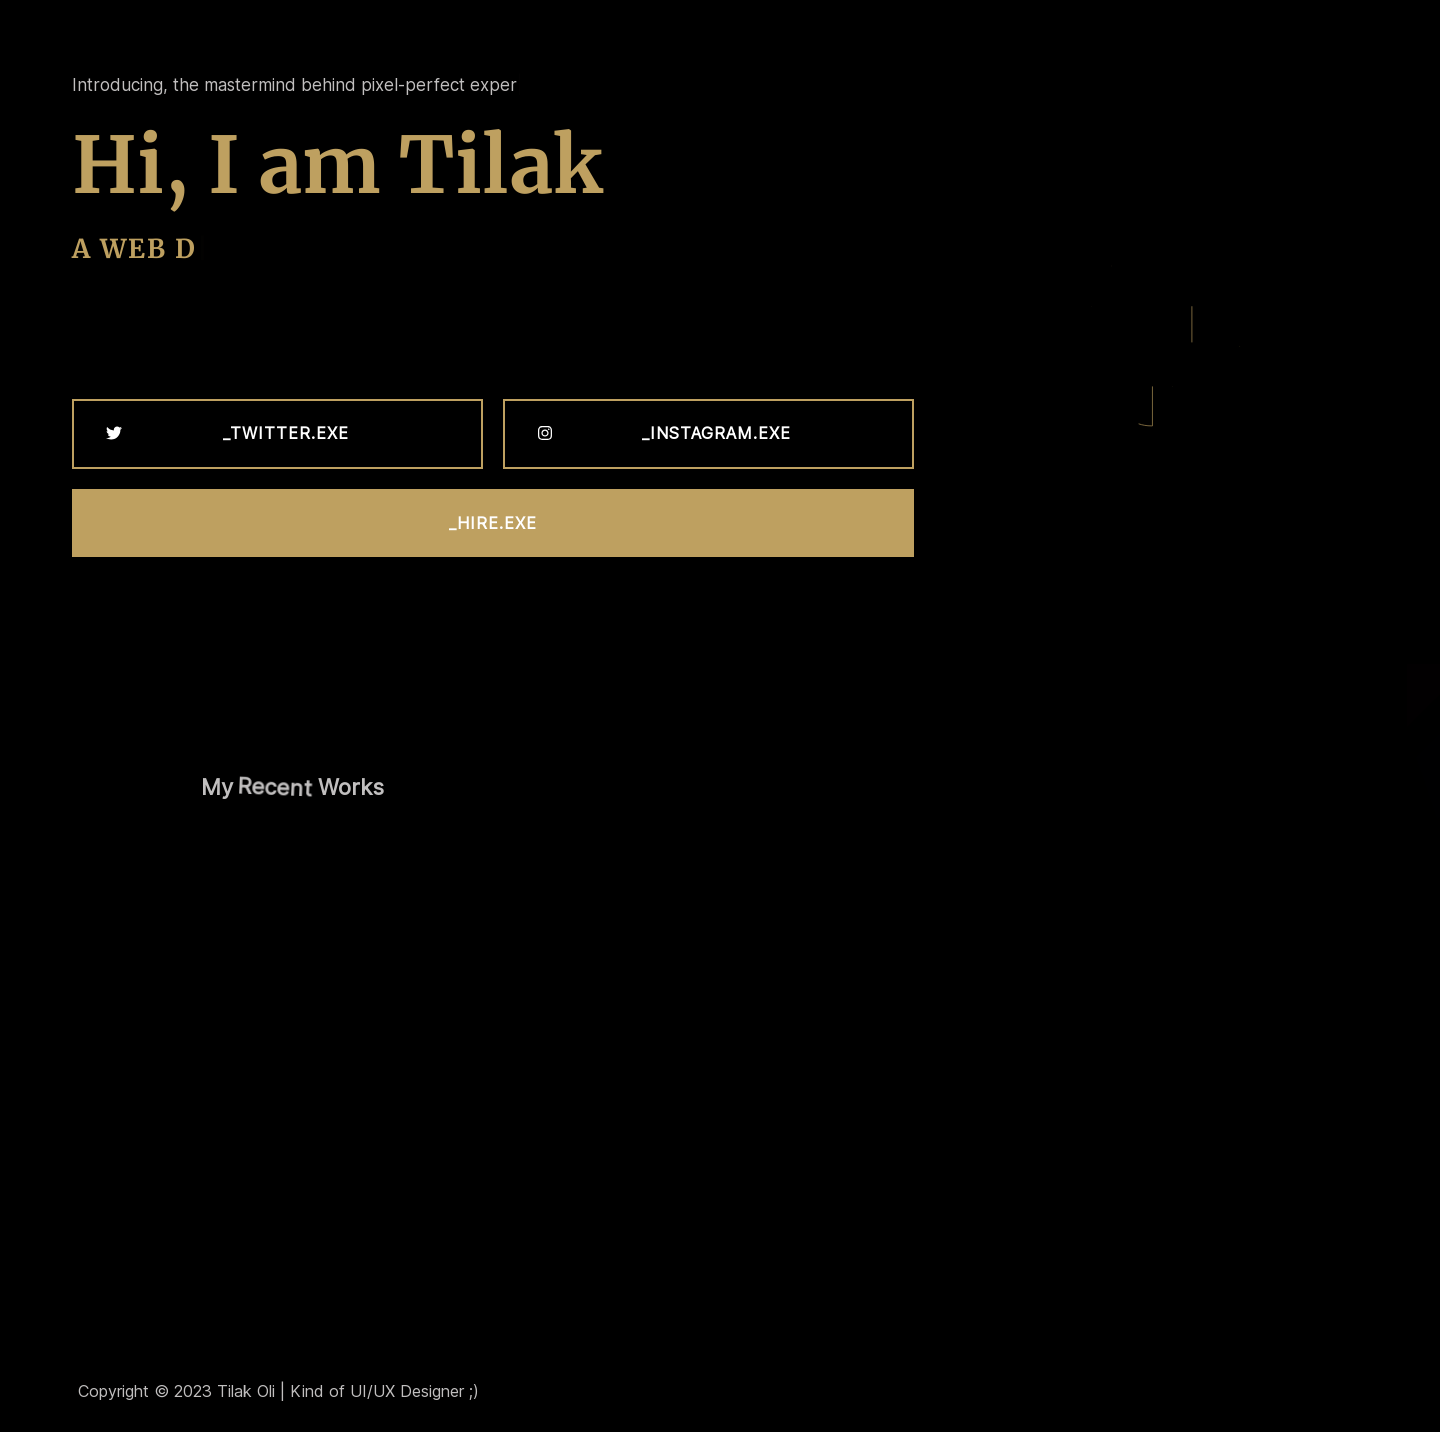 Introducing, the mastermind behind pixel-perfect exper
Hi, I am Tilak
A WEB D
_TWITTER.EXE
_INSTAGRAM.EXE
_HIRE.EXE
My Recent Works
Copyright © 2023 Tilak Oli | Kind of UI/UX Designer ;)